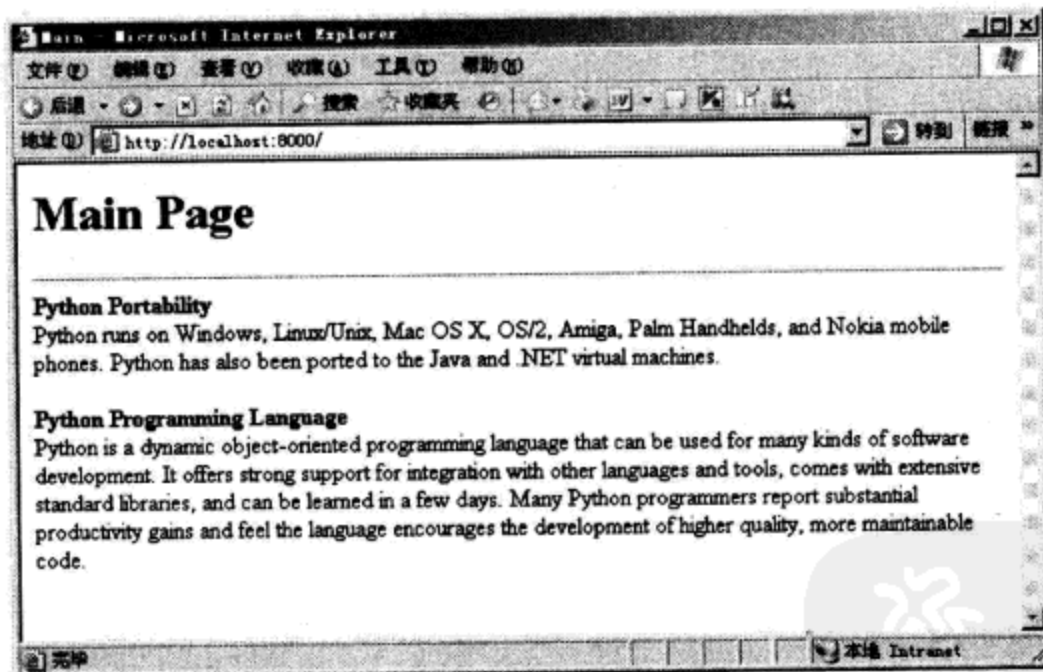 Main - Microsoft Internet Explorer
文件(F) 编辑(E) 查看(V) 收藏(A) 工具(T) 帮助(H)
后退 搜索 收藏夹
地址(D) http://localhost:8000/ 转到 链接 »
Main Page
Python Portability
Python runs on Windows, Linux/Unix, Mac OS X, OS/2, Amiga, Palm Handhelds, and Nokia mobile
phones. Python has also been ported to the Java and .NET virtual machines.
Python Programming Language
Python is a dynamic object-oriented programming language that can be used for many kinds of software
development. It offers strong support for integration with other languages and tools, comes with extensive
standard libraries, and can be learned in a few days. Many Python programmers report substantial
productivity gains and feel the language encourages the development of higher quality, more maintainable
code.
完毕 本地 Intranet